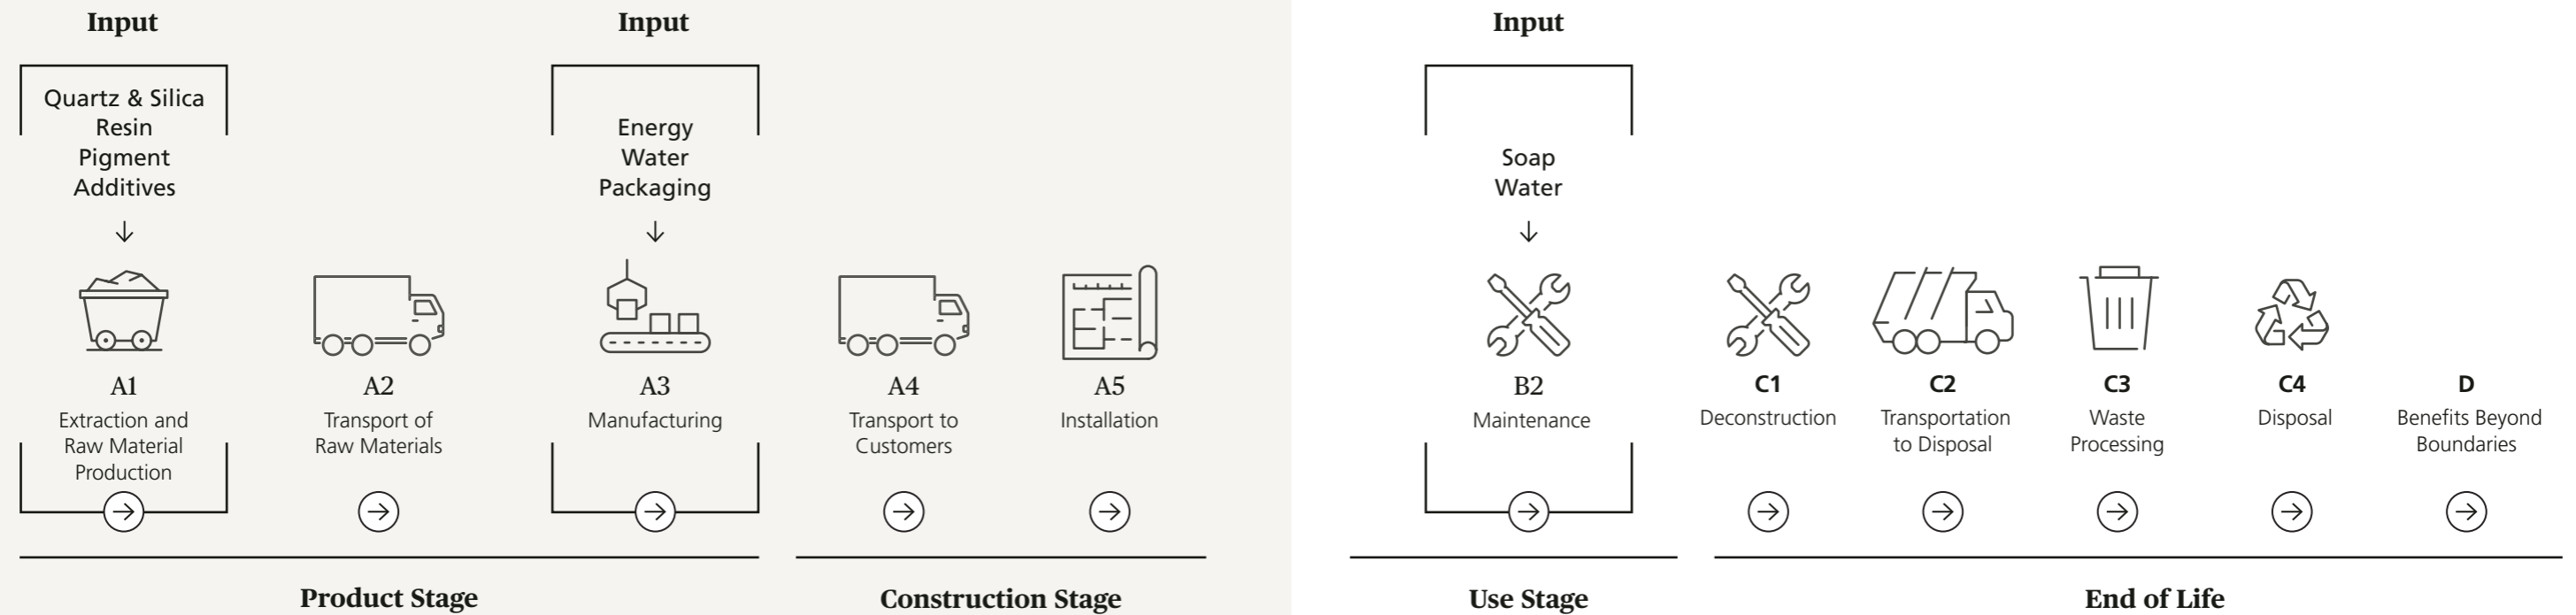 Input
Quartz & Silica
Resin
Pigment
Additives
A1
Extraction and
Raw Material
Production
A2
Transport of
Raw Materials
Input
Energy
Water
Packaging
A3
Manufacturing
Product Stage
A4
Transport to
Customers
A5
Installation
Construction Stage
Input
Soap
Water
B2
Maintenance
Use Stage
C1
Deconstruction
C2
Transportation
to Disposal
C3
Waste
Processing
C4
Disposal
D
Benefits Beyond
Boundaries
End of Life